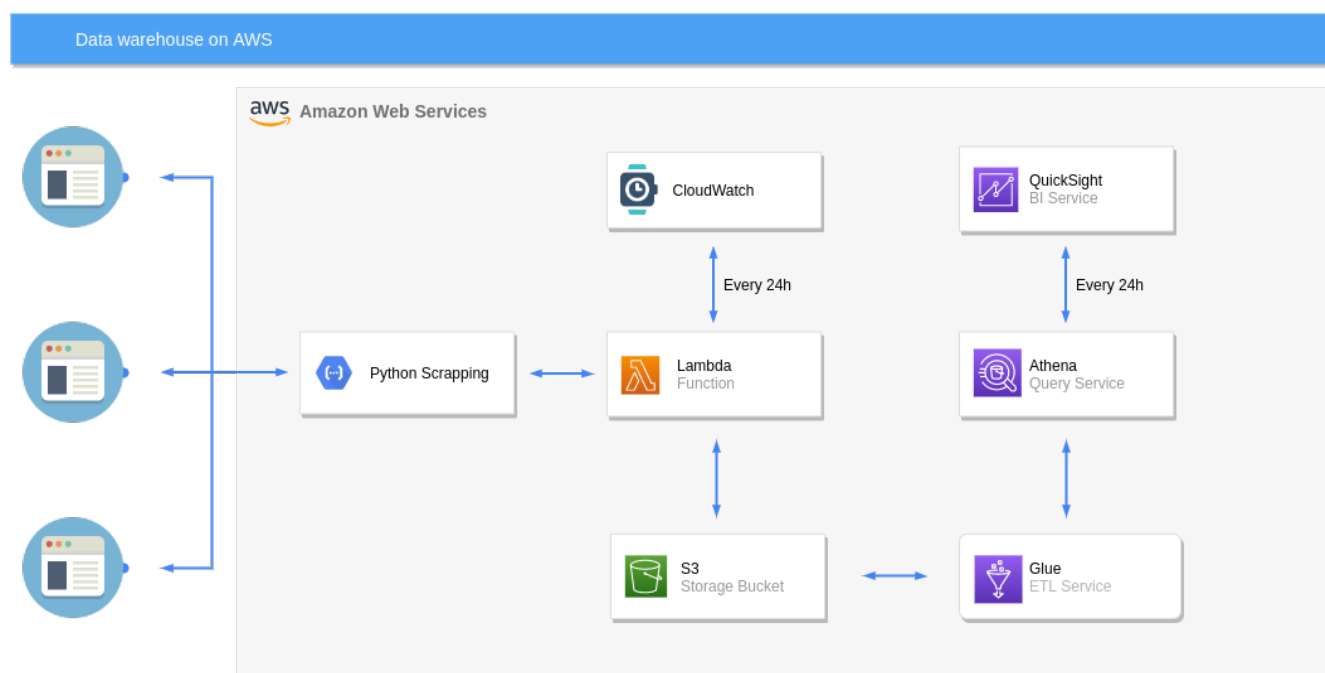 Data warehouse on AWS
aws
Amazon Web Services
CloudWatch
QuickSight
BI Service
Every 24h
Every 24h
Python Scrapping
Lambda
Function
Athena
Query Service
S3
Storage Bucket
Glue
ETL Service